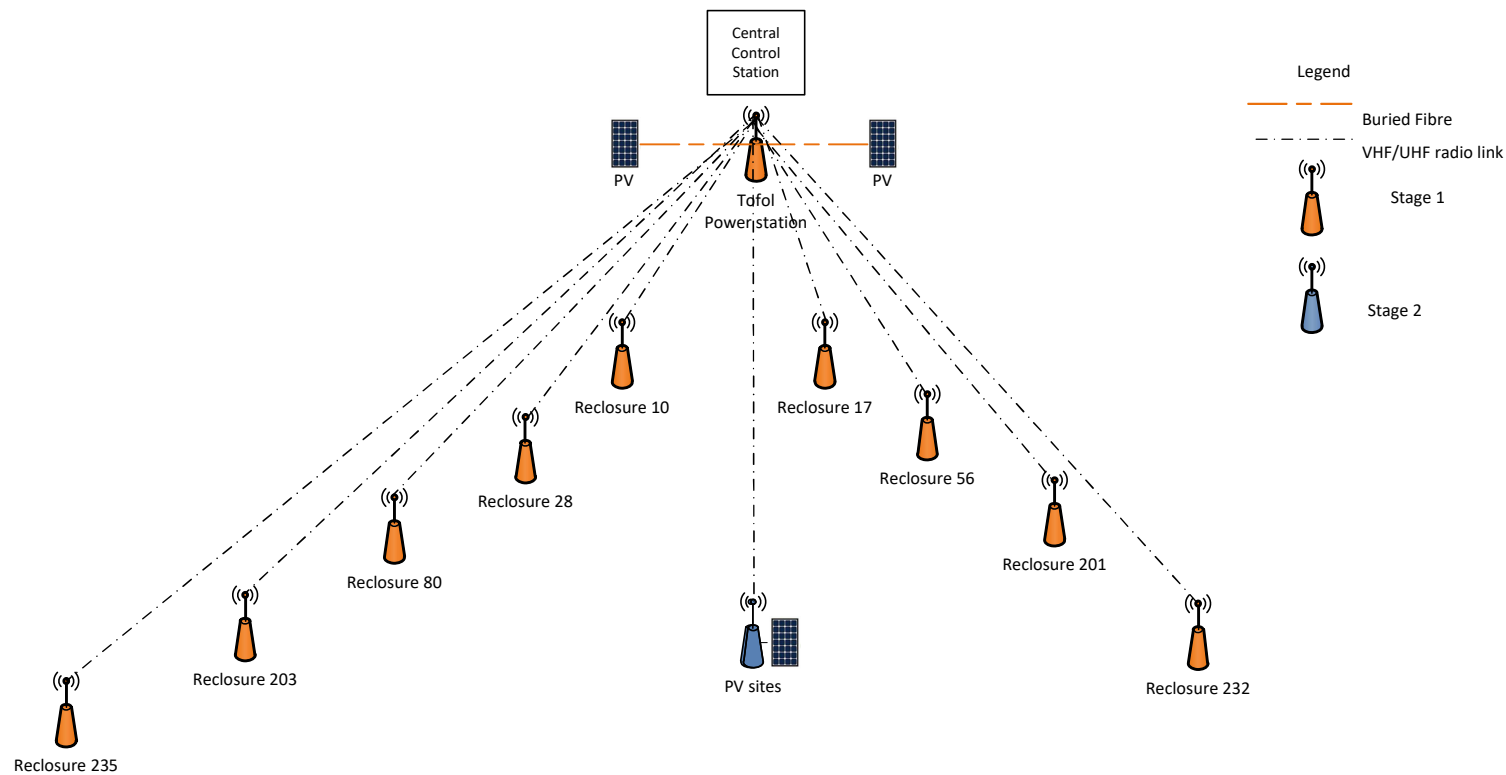 Central
Control
Station
Legend
Buried Fibre
VHF/UHF radio link
Stage 1
Stage 2
PV
PV
Tofol
Power station
Reclosure 10
Reclosure 17
Reclosure 28
Reclosure 56
Reclosure 80
Reclosure 201
Reclosure 203
PV sites
Reclosure 232
Reclosure 235